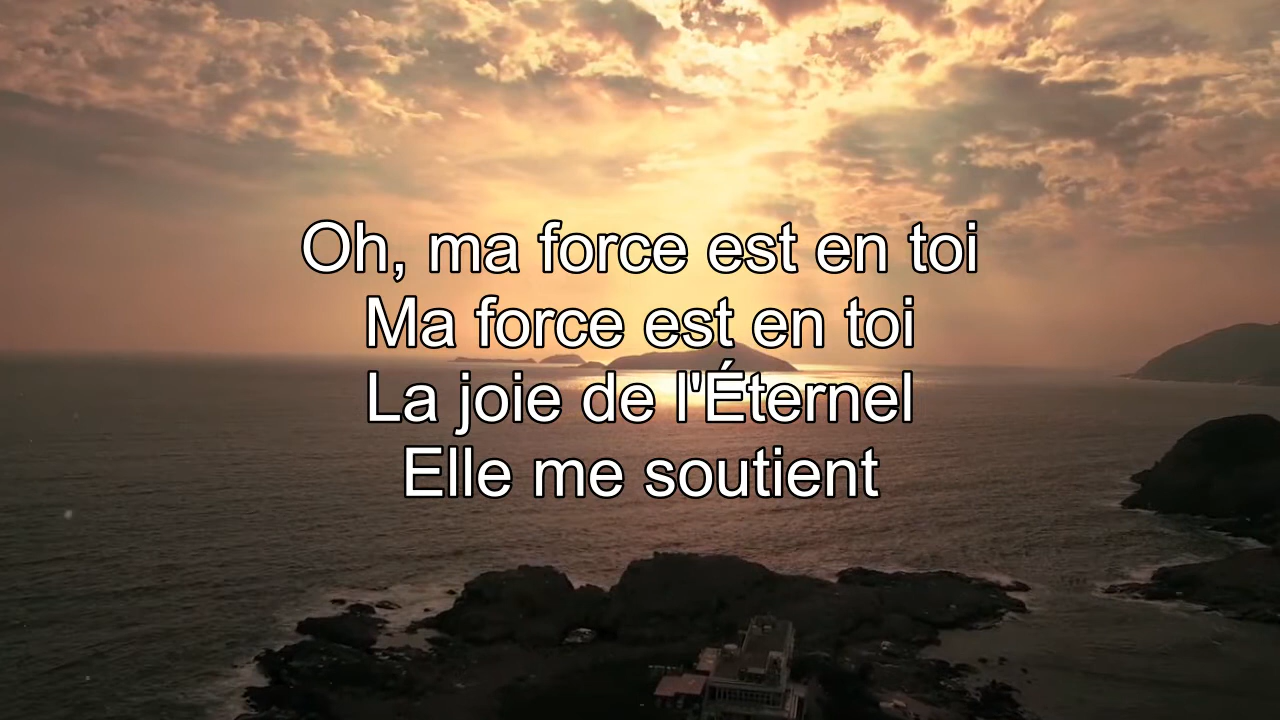 Oh, ma force est en toi
Ma force est en toi
La joie de l'Éternel
Elle me soutient